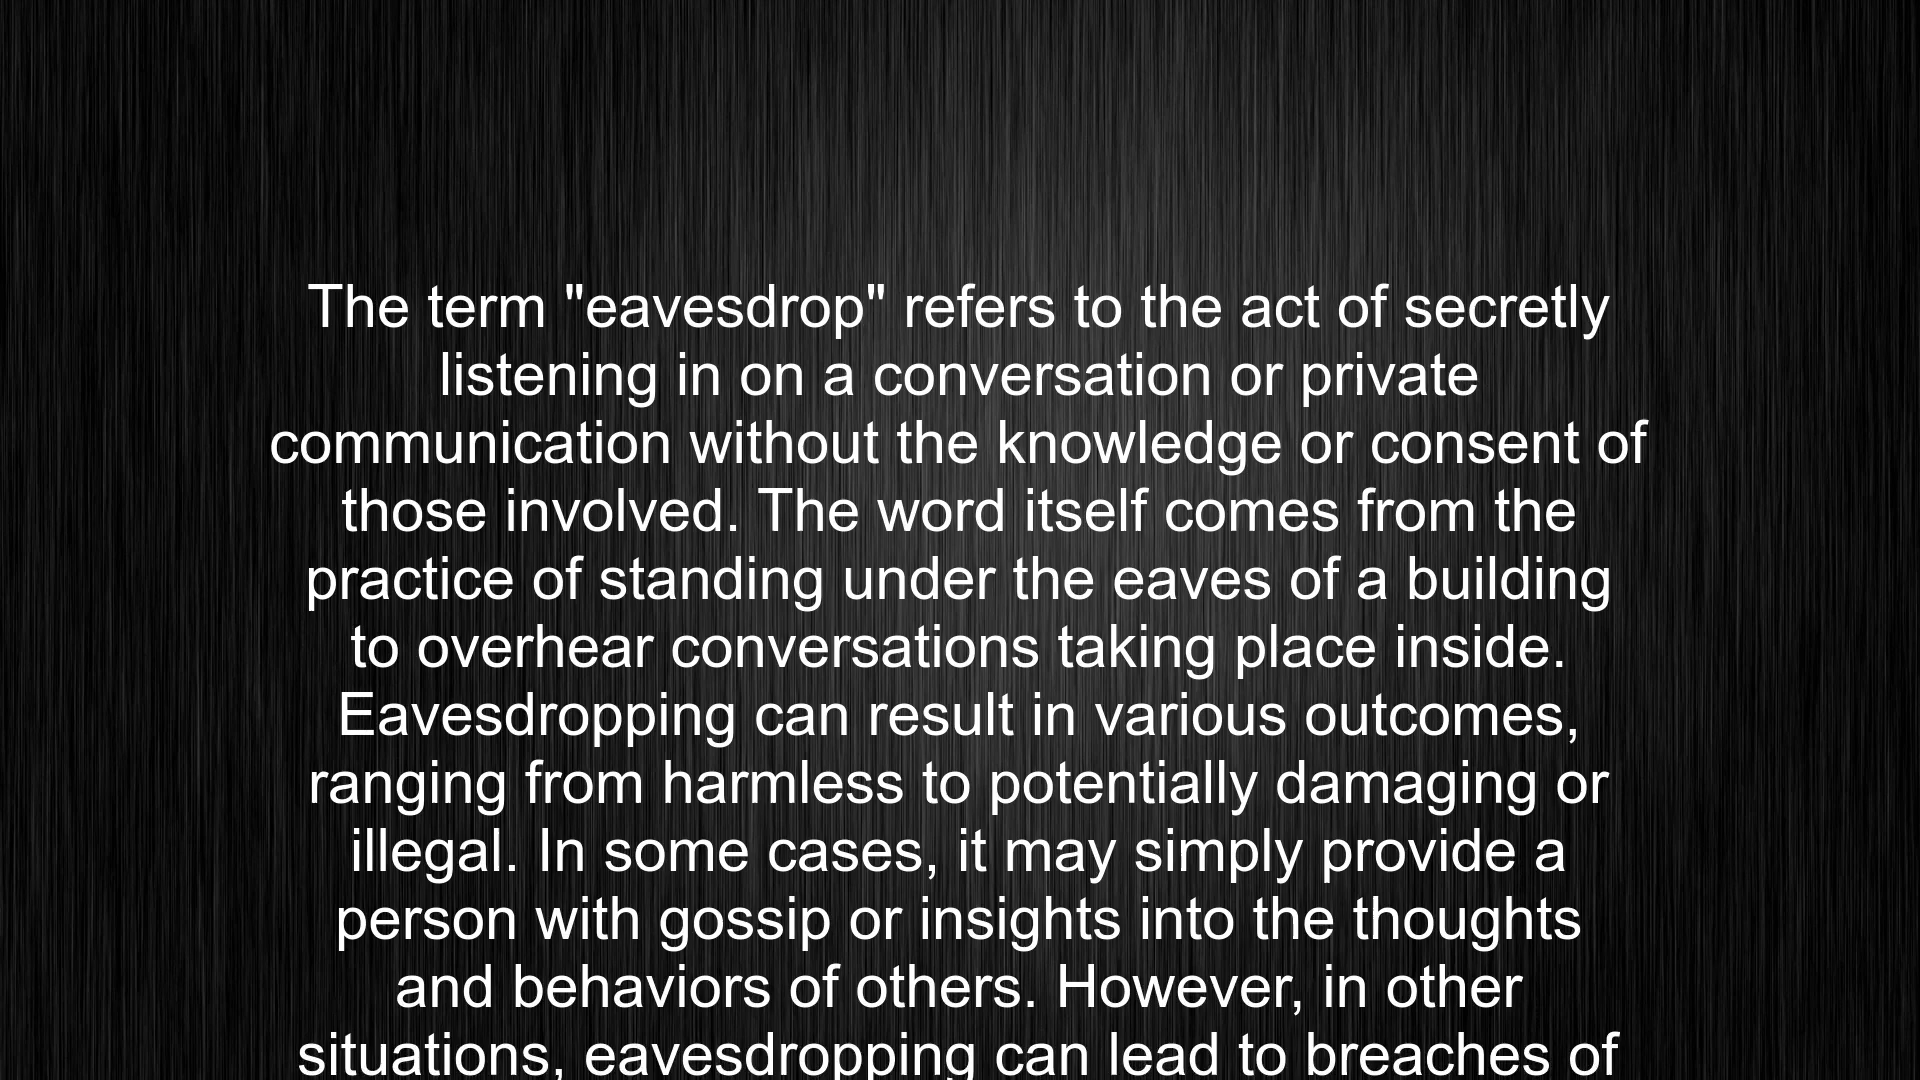 The term "eavesdrop" refers to the act of secretly
listening in on a conversation or private
communication without the knowledge or consent of
those involved. The word itself comes from the
practice of standing under the eaves of a building
to overhear conversations taking place inside.
Eavesdropping can result in various outcomes,
ranging from harmless to potentially damaging or
illegal. In some cases, it may simply provide a
person with gossip or insights into the thoughts
and behaviors of others. However, in other
situations, eavesdropping can lead to breaches of